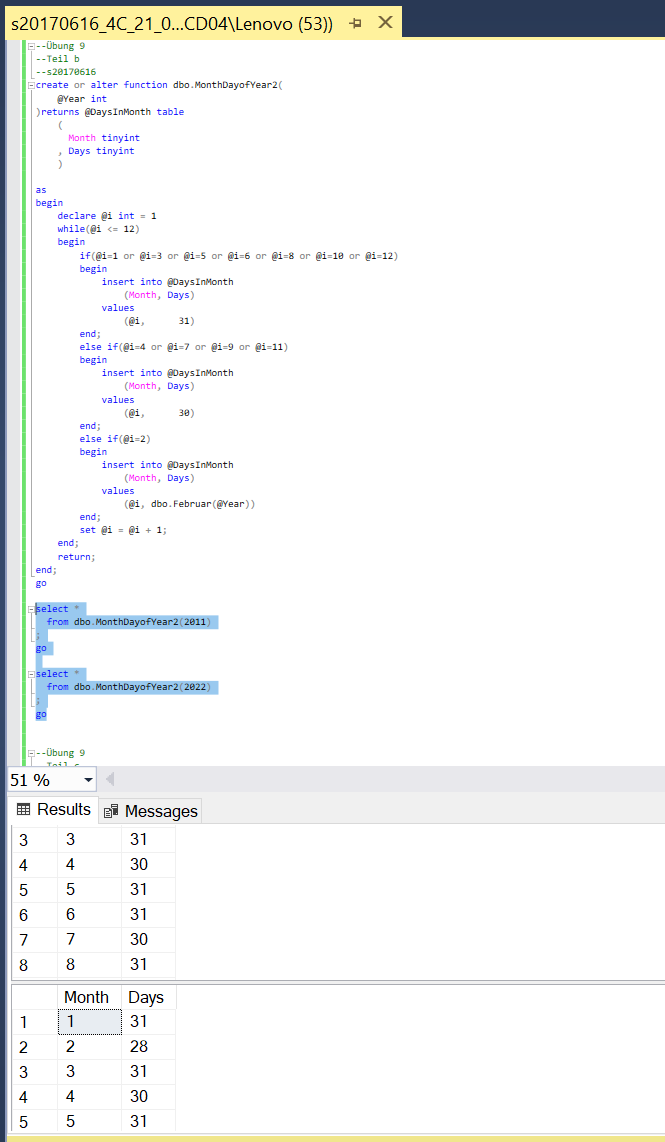 s20170616_4C_21_0...CD04\Lenovo (53))
--Übung 9
--Teil b
--s20170616
create or alter function dbo.MonthDayofYear2(
@Year int
)returns @DaysInMonth table
(
Month tinyint
, Days tinyint
)
as
begin
declare @i int = 1
while(@i <= 12)
begin
if(@i=1 or @i=3 or @i=5 or @i=6 or @i=8 or @i=10 or @i=12)
begin
insert into @DaysInMonth
(Month, Days)
values
(@i, 31)
end;
else if(@i=4 or @i=7 or @i=9 or @i=11)
begin
insert into @DaysInMonth
(Month, Days)
values
(@i, 30)
end;
else if(@i=2)
begin
insert into @DaysInMonth
(Month, Days)
values
(@i, dbo.Februar(@Year))
end;
set @i = @i + 1;
end;
return;
end;
go
select *
from dbo.MonthDayofYear2(2011)
;
go
select *
from dbo.MonthDayofYear2(2022)
;
go
--Übung 9
51 %
Results Messages
3 3 31
4 4 30
5 5 31
6 6 31
7 7 30
8 8 31
Month Days
1 1 31
2 2 28
3 3 31
4 4 30
5 5 31